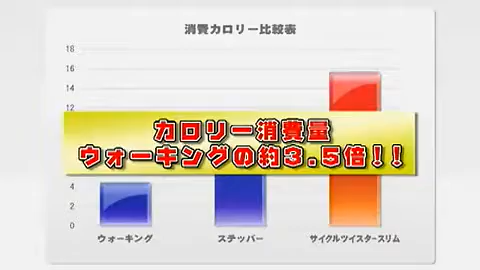 消費カロリー比較表
18
16
14
12
カロリー消費量
ウォーキングの約3.5倍!!
4
2
0
ウォーキング
ステッパー
サイクルツイスタースリム